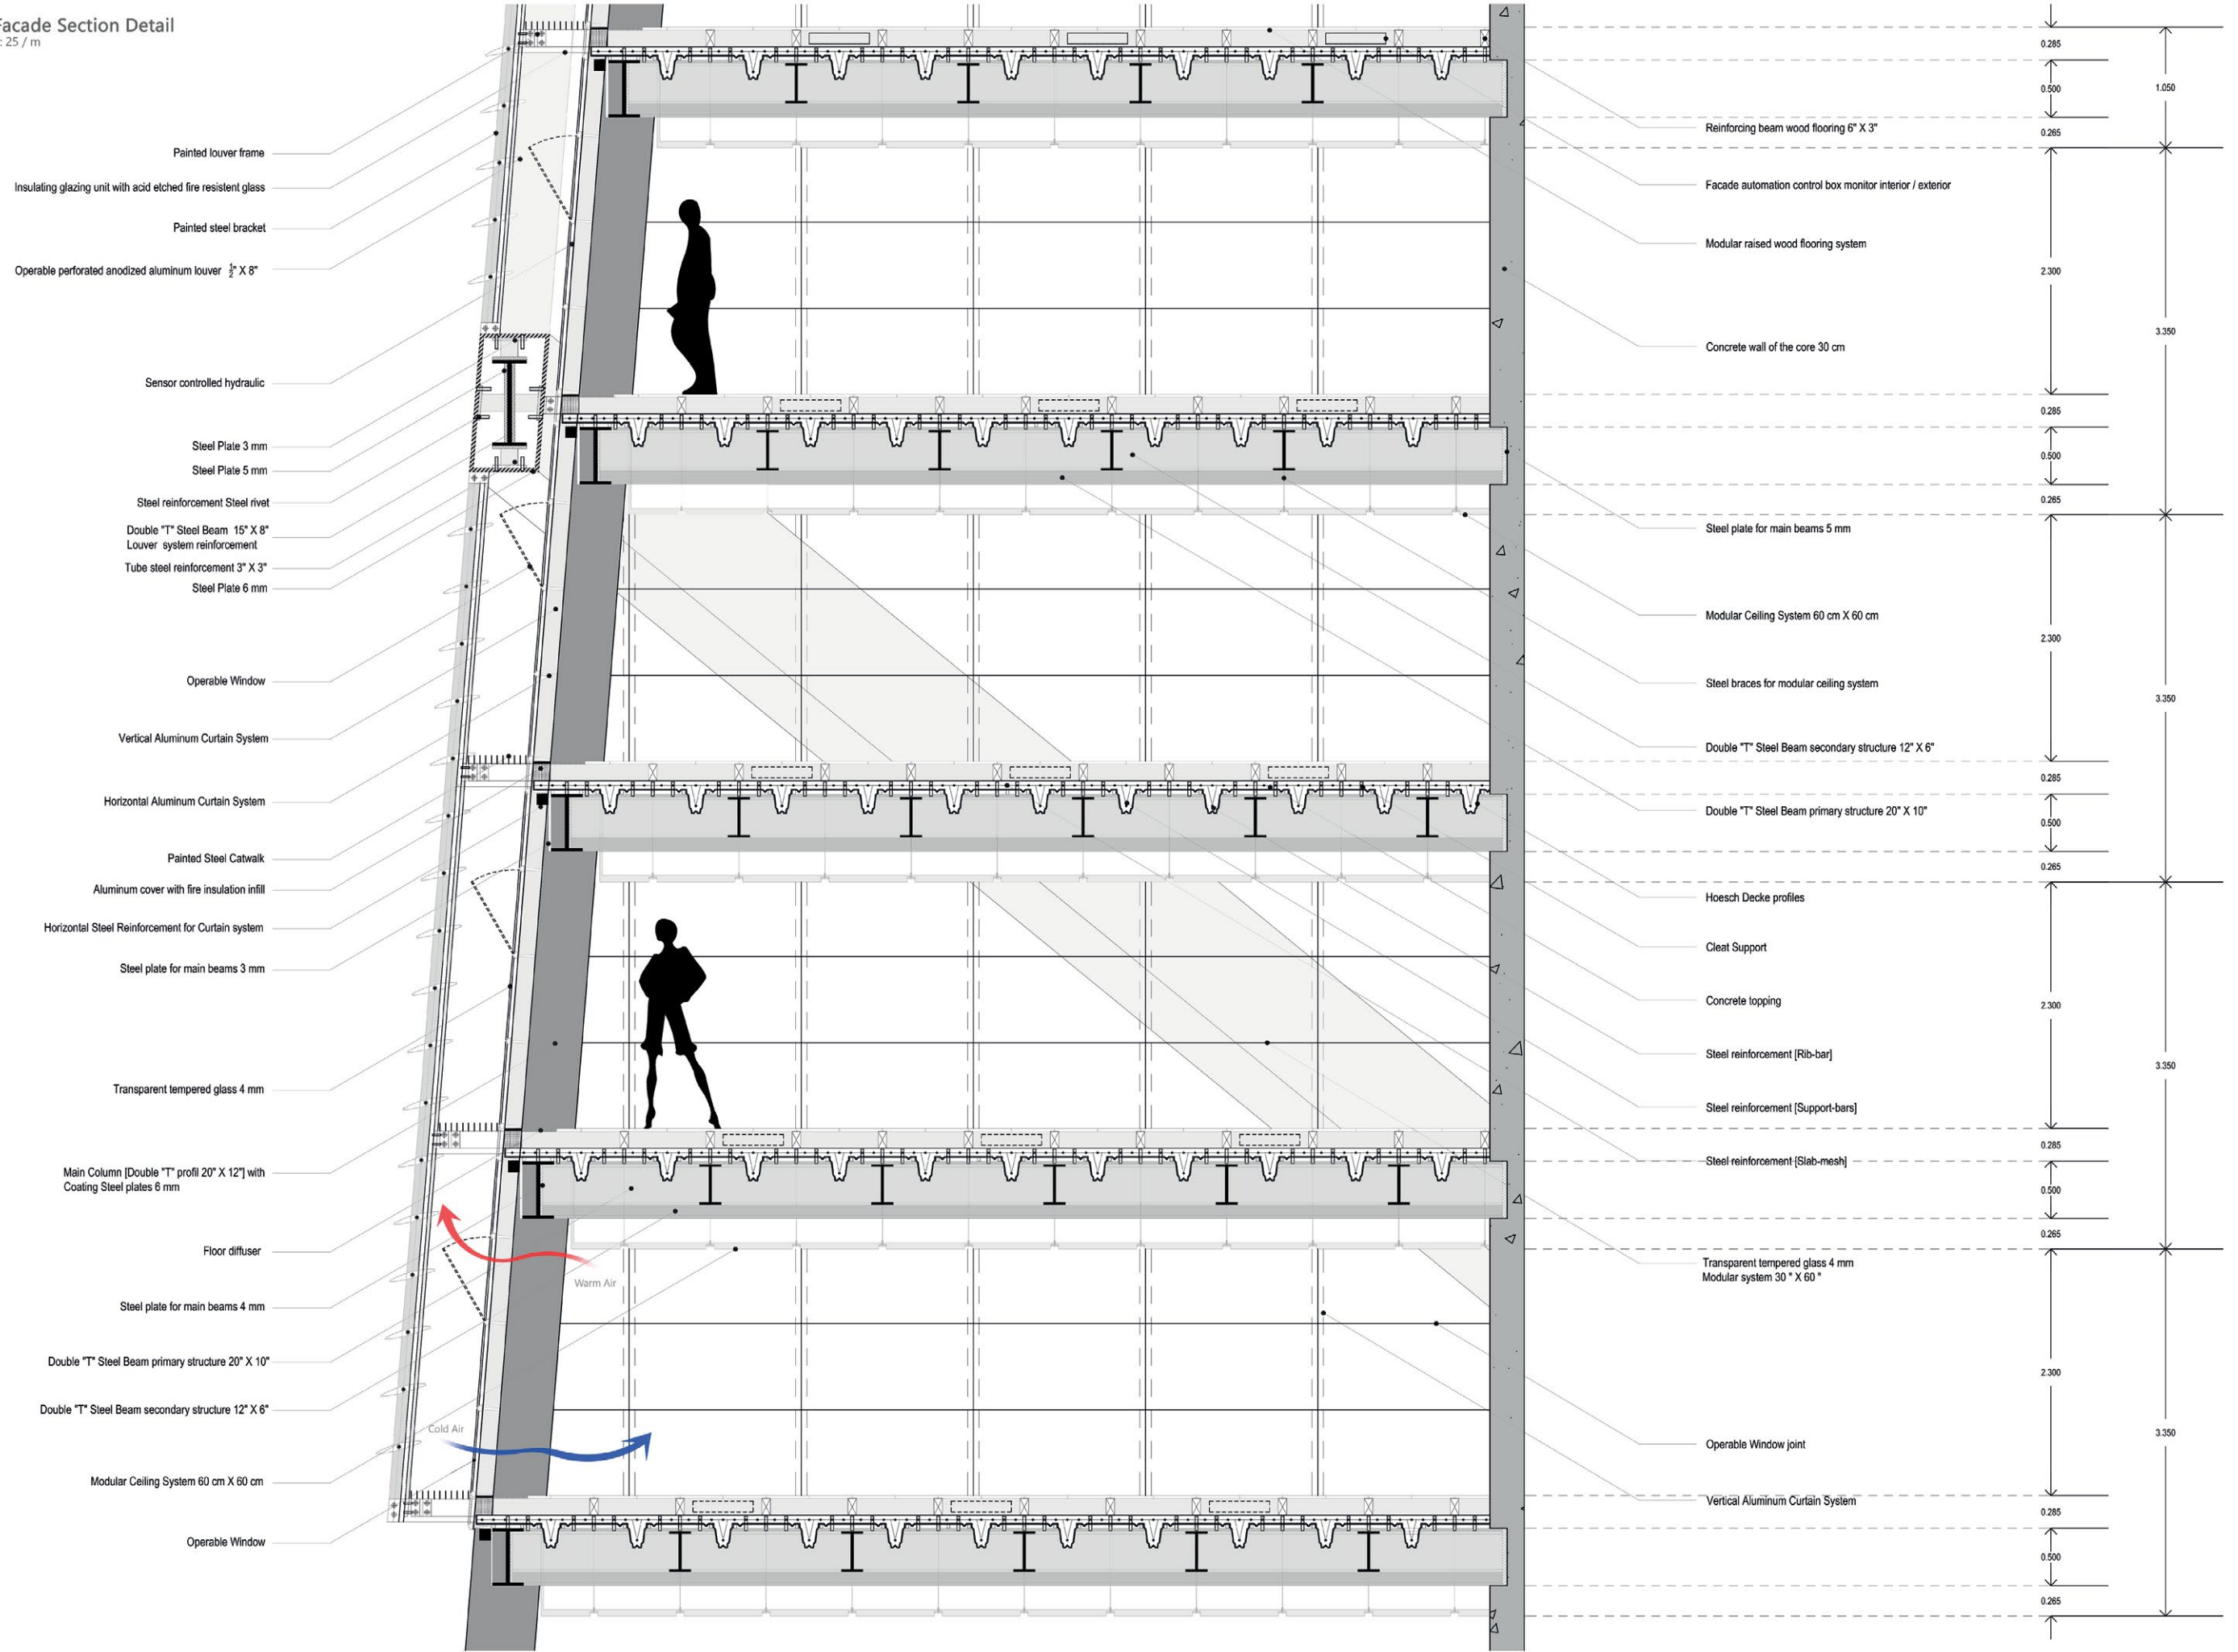 Facade Section Detail
: 25 / m
Painted louver frame
Insulating glazing unit with acid etched fire resistent glass
Painted steel bracket
Operable perforated anodized aluminum louver ½" X 8"
Sensor controlled hydraulic
Steel Plate 3 mm
Steel Plate 5 mm
Steel reinforcement Steel rivet
Double "T" Steel Beam 15" X 8"
Louver system reinforcement
Tube steel reinforcement 3" X 3"
Steel Plate 6 mm
Operable Window
Vertical Aluminum Curtain System
Horizontal Aluminum Curtain System
Painted Steel Catwalk
Aluminum cover with fire insulation infill
Horizontal Steel Reinforcement for Curtain system
Steel plate for main beams 3 mm
Transparent tempered glass 4 mm
Main Column [Double "T" profil 20" X 12"] with
Coating Steel plates 6 mm
Floor diffuser
Steel plate for main beams 4 mm
Double "T" Steel Beam primary structure 20" X 10"
Double "T" Steel Beam secondary structure 12" X 6"
Modular Ceiling System 60 cm X 60 cm
Operable Window
Warm Air
Cold Air
Reinforcing beam wood flooring 6" X 3"
Facade automation control box monitor interior / exterior
Modular raised wood flooring system
Concrete wall of the core 30 cm
Steel plate for main beams 5 mm
Modular Ceiling System 60 cm X 60 cm
Steel braces for modular ceiling system
Double "T" Steel Beam secondary structure 12" X 6"
Double "T" Steel Beam primary structure 20" X 10"
Hoesch Decke profiles
Cleat Support
Concrete topping
Steel reinforcement [Rib-bar]
Steel reinforcement [Support-bars]
Steel reinforcement [Slab-mesh]
Transparent tempered glass 4 mm
Modular system 30 " X 60 "
Operable Window joint
Vertical Aluminum Curtain System
0.285
0.500
0.265
2.300
0.285
0.500
0.265
2.300
0.285
0.500
0.265
2.300
0.285
0.500
0.265
2.300
0.285
0.500
0.265
1.050
3.350
3.350
3.350
3.350